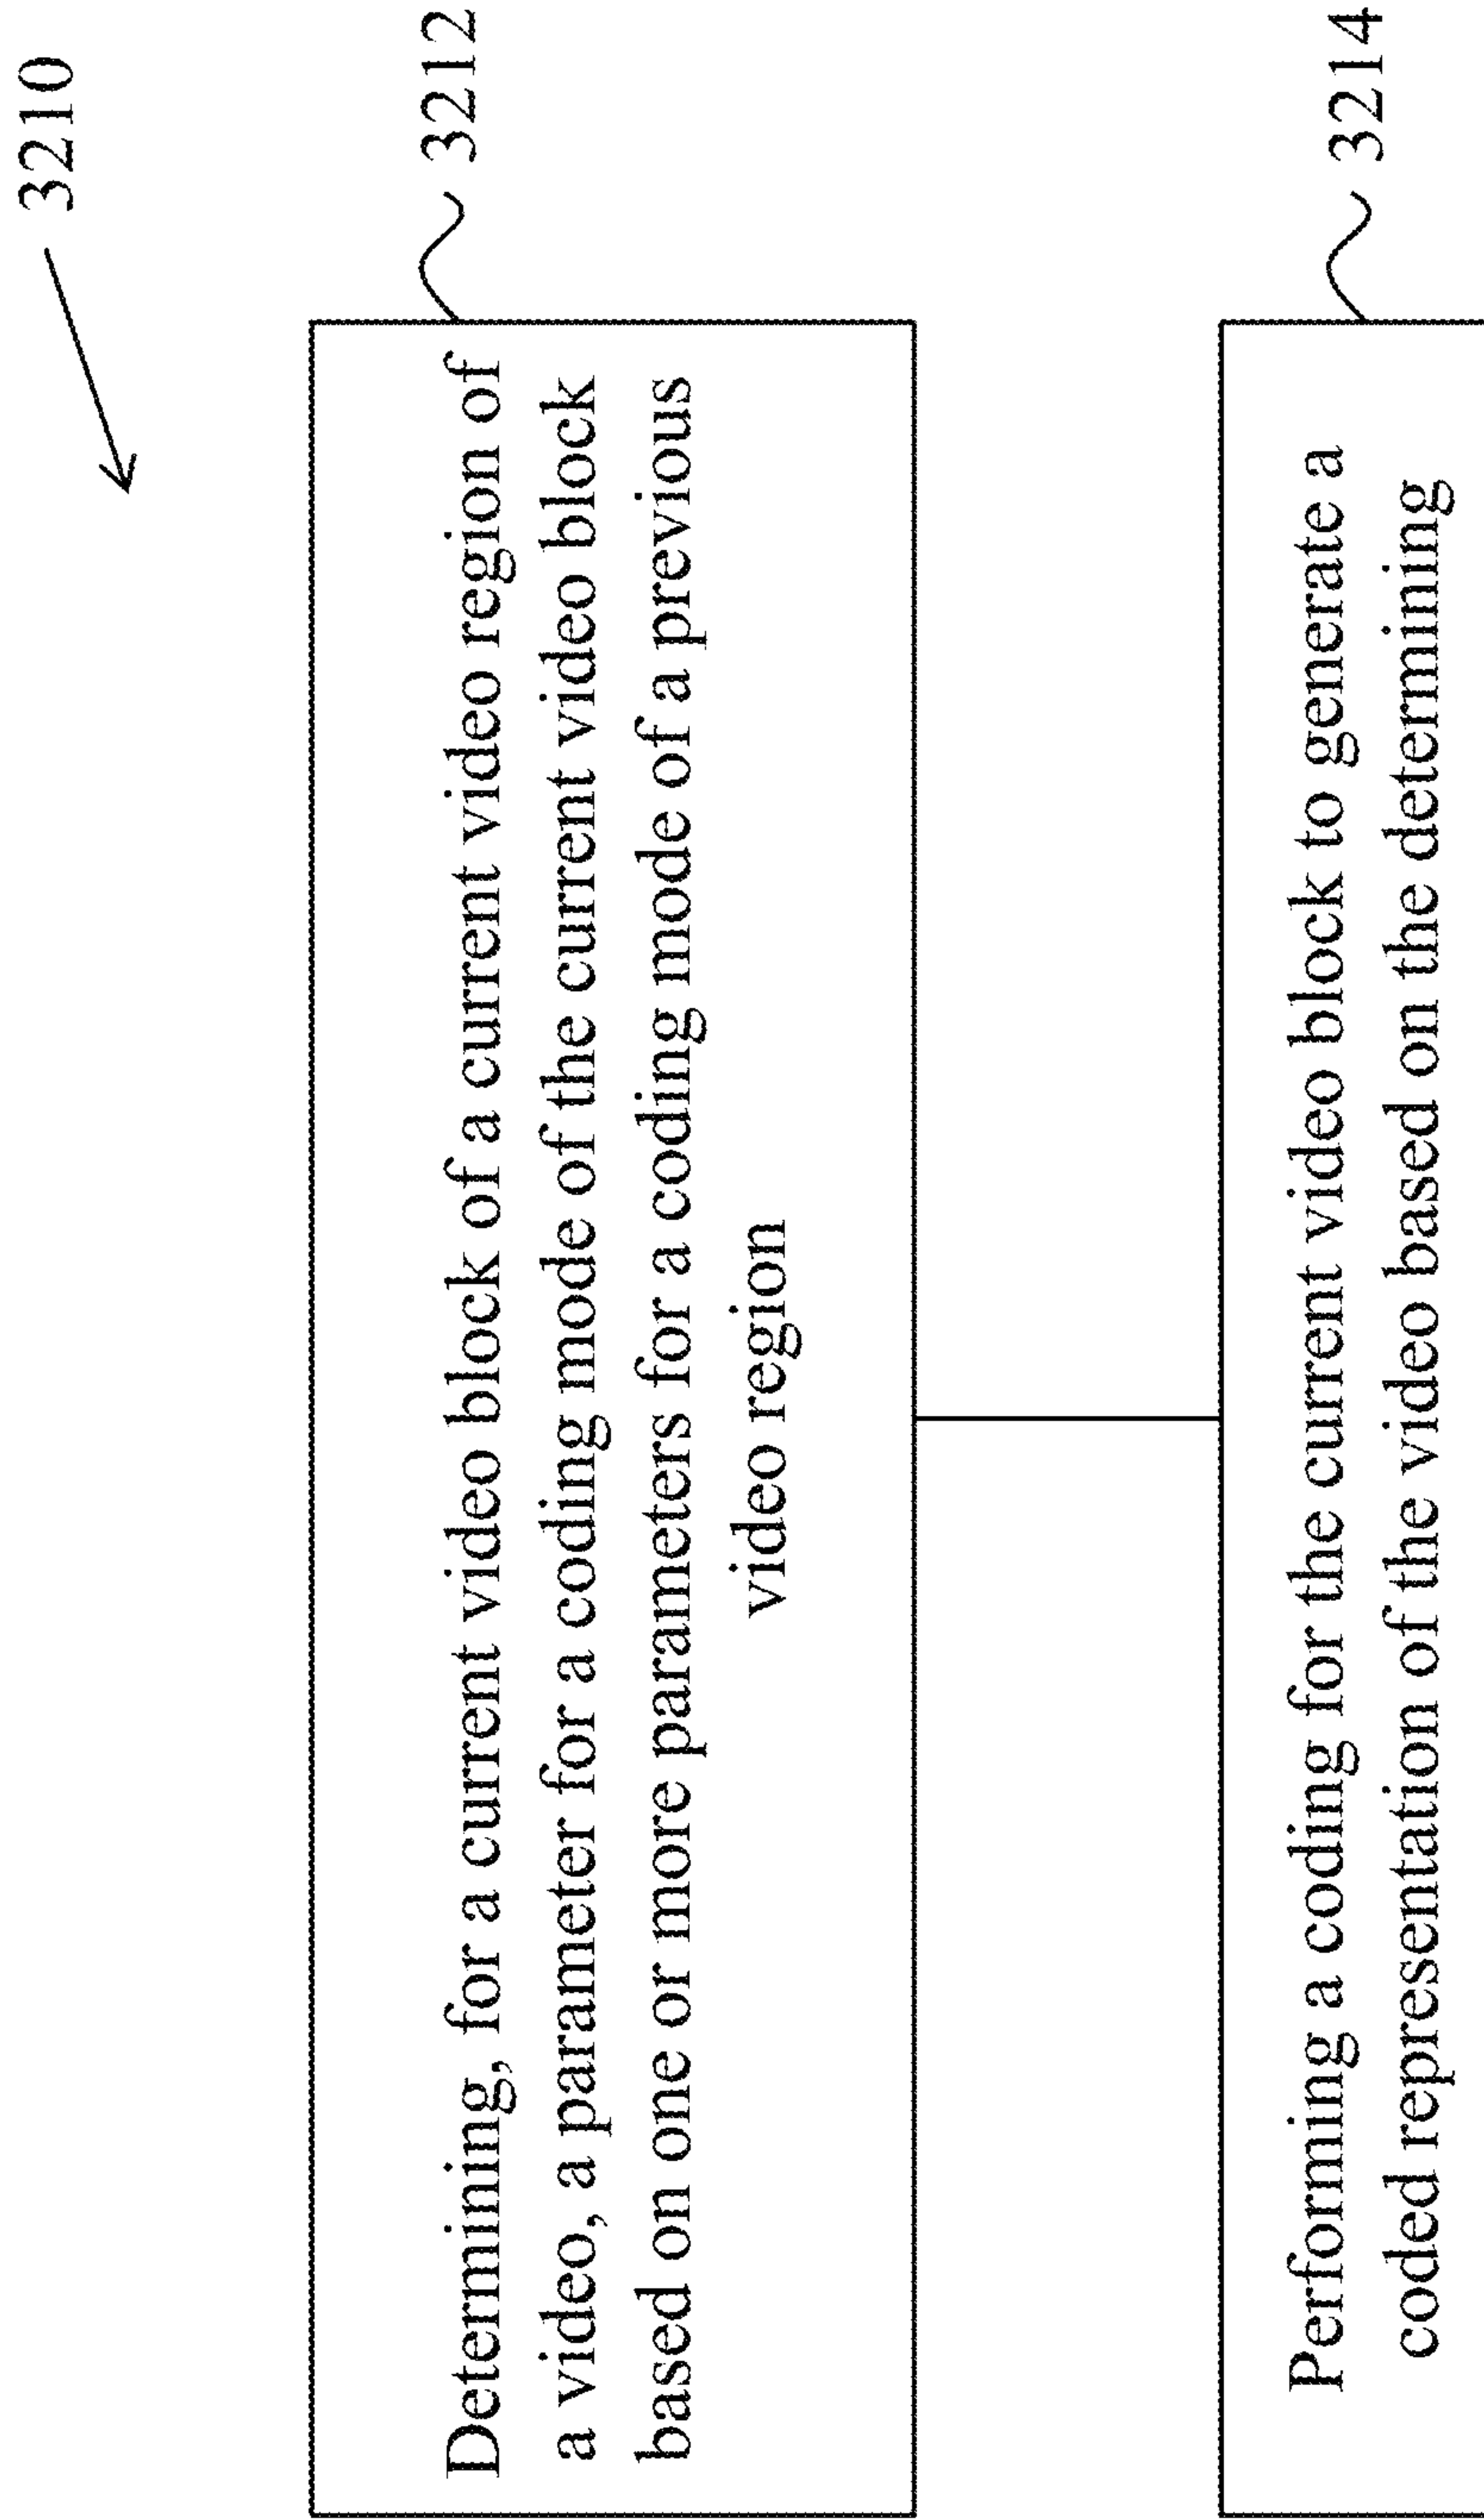 3210
Determining, for a current video block of a current video region of
a video, a parameter for a coding mode of the current video block
based on one or more parameters for a coding mode of a previous
video region
3212
Performing a coding for the current video block to generate a
coded representation of the video based on the determining
3214